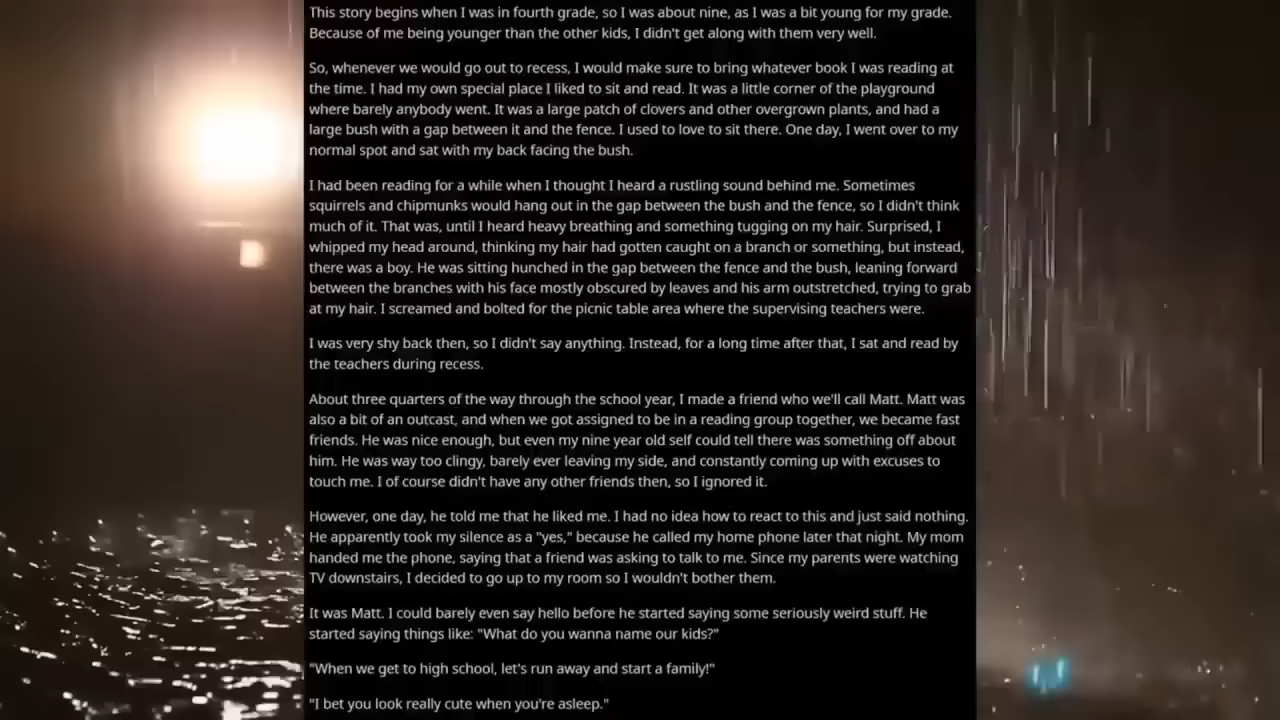 This story begins when I was in fourth grade, so I was about nine, as I was a bit young for my grade.
Because of me being younger than the other kids, I didn't get along with them very well.
So, whenever we would go out to recess, I would make sure to bring whatever book I was reading at
the time. I had my own special place I liked to sit and read. It was a little corner of the playground
where barely anybody went. It was a large patch of clovers and other overgrown plants, and had a
large bush with a gap between it and the fence. I used to love to sit there. One day, I went over to my
normal spot and sat with my back facing the bush.
I had been reading for a while when I thought I heard a rustling sound behind me. Sometimes
squirrels and chipmunks would hang out in the gap between the bush and the fence, so I didn't think
much of it. That was, until I heard heavy breathing and something tugging on my hair. Surprised, I
whipped my head around, thinking my hair had gotten caught on a branch or something, but instead,
there was a boy. He was sitting hunched in the gap between the fence and the bush, leaning forward
between the branches with his face mostly obscured by leaves and his arm outstretched, trying to grab
at my hair. I screamed and bolted for the picnic table area where the supervising teachers were.
I was very shy back then, so I didn't say anything. Instead, for a long time after that, I sat and read by
the teachers during recess.
About three quarters of the way through the school year, I made a friend who we'll call Matt. Matt was
also a bit of an outcast, and when we got assigned to be in a reading group together, we became fast
friends. He was nice enough, but even my nine year old self could tell there was something off about
him. He was way too clingy, barely ever leaving my side, and constantly coming up with excuses to
touch me. I of course didn't have any other friends then, so I ignored it.
However, one day, he told me that he liked me. I had no idea how to react to this and just said nothing.
He apparently took my silence as a "yes," because he called my home phone later that night. My mom
handed me the phone, saying that a friend was asking to talk to me. Since my parents were watching
TV downstairs, I decided to go up to my room so I wouldn't bother them.
It was Matt. I could barely even say hello before he started saying some seriously weird stuff. He
started saying things like: "What do you wanna name our kids?"
"When we get to high school, let's run away and start a family!"
"I bet you look really cute when you're asleep."